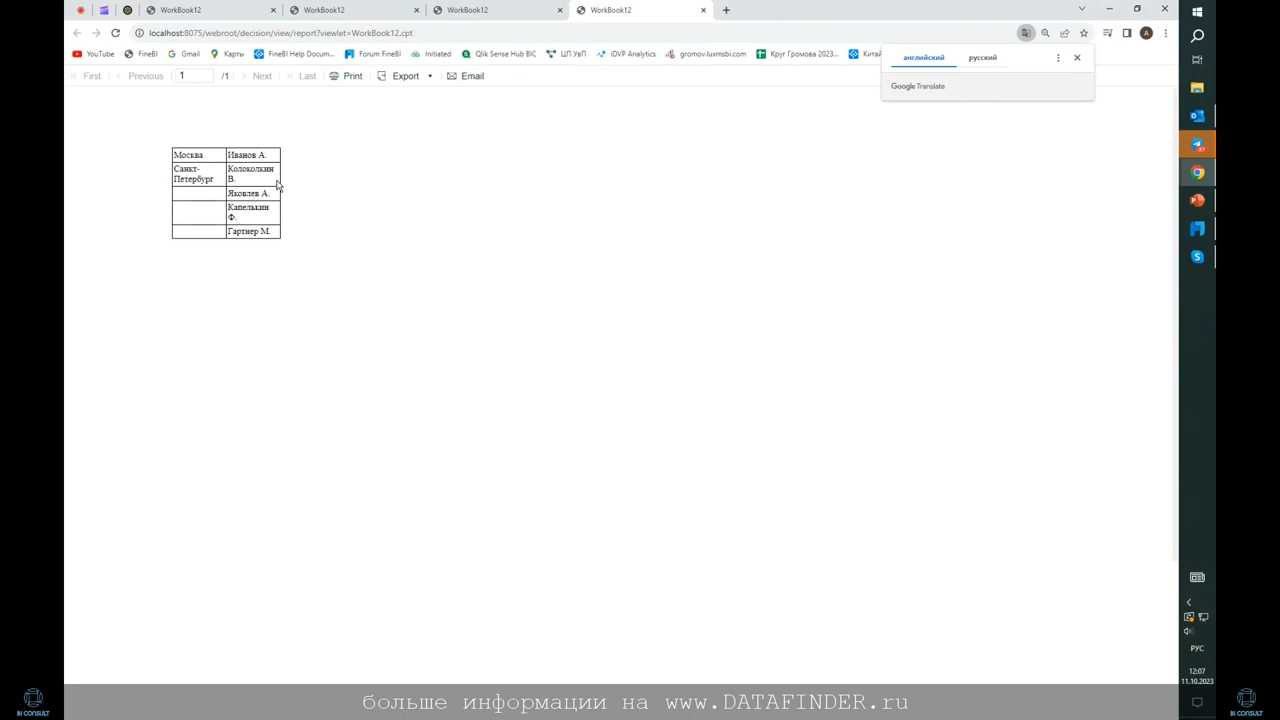 WorkBook12
WorkBook12
WorkBook12
WorkBook12
localhost:8075/webroot/decision/view/report?viewlet=WorkBook12.cpt
YouTube
FineBI
Gmail
Карты
FineBI Help Docum...
Forum FineBI
Initiated
Qlik Sense Hub BIC
ЦП УвП
iDVP Analytics
gromov.luxmsbi.com
Круг Громова 2023...
английский
русский
Google Translate
First
Previous
1
/1
Next
Last
Print
Export
Email
Москва
Иванов А.
Санкт-
Петербург
Колоколкин
В.
Яковлев А.
Капелькин
Ф.
Гартнер М.
РУС
12:07
11.10.2023
больше информации на www.DATAFINDER.ru
BI CONSULT
BI CONSULT